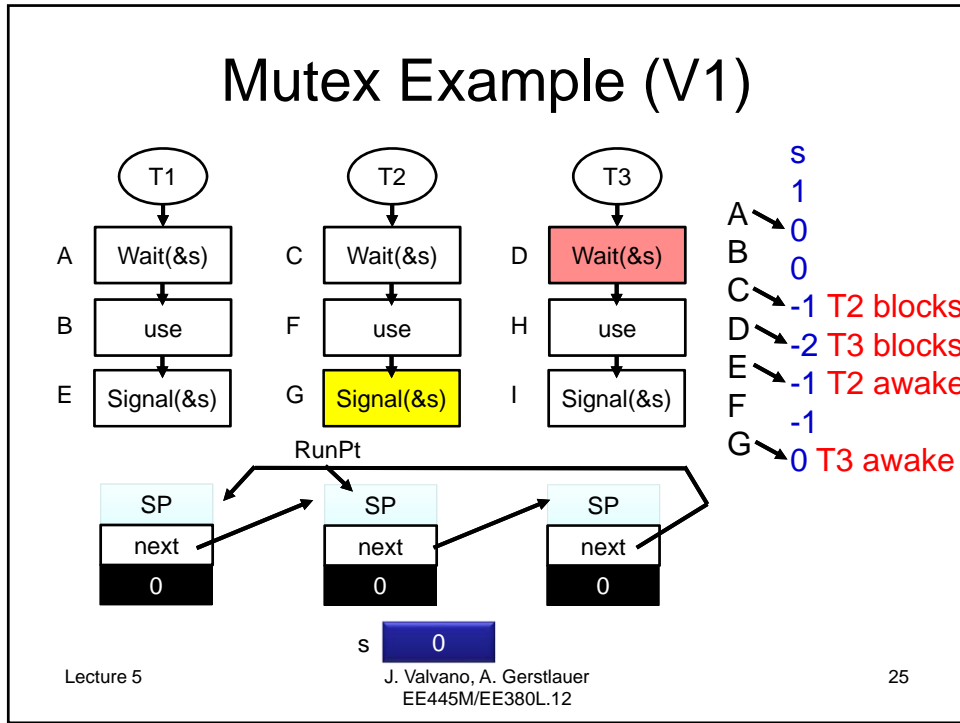 Mutex Example (V1)
T1
T2
T3
A
Wait(&s)
C
Wait(&s)
D
Wait(&s)
B
use
F
use
H
use
E
Signal(&s)
G
Signal(&s)
I
Signal(&s)
s
1
A
0
B
0
C
-1 T2 blocks
D
-2 T3 blocks
E
-1 T2 awake
F
-1
G
0 T3 awake
RunPt
SP
SP
SP
next
next
next
0
0
0
s
0
Lecture 5
J. Valvano, A. Gerstlauer
EE445M/EE380L.12
25